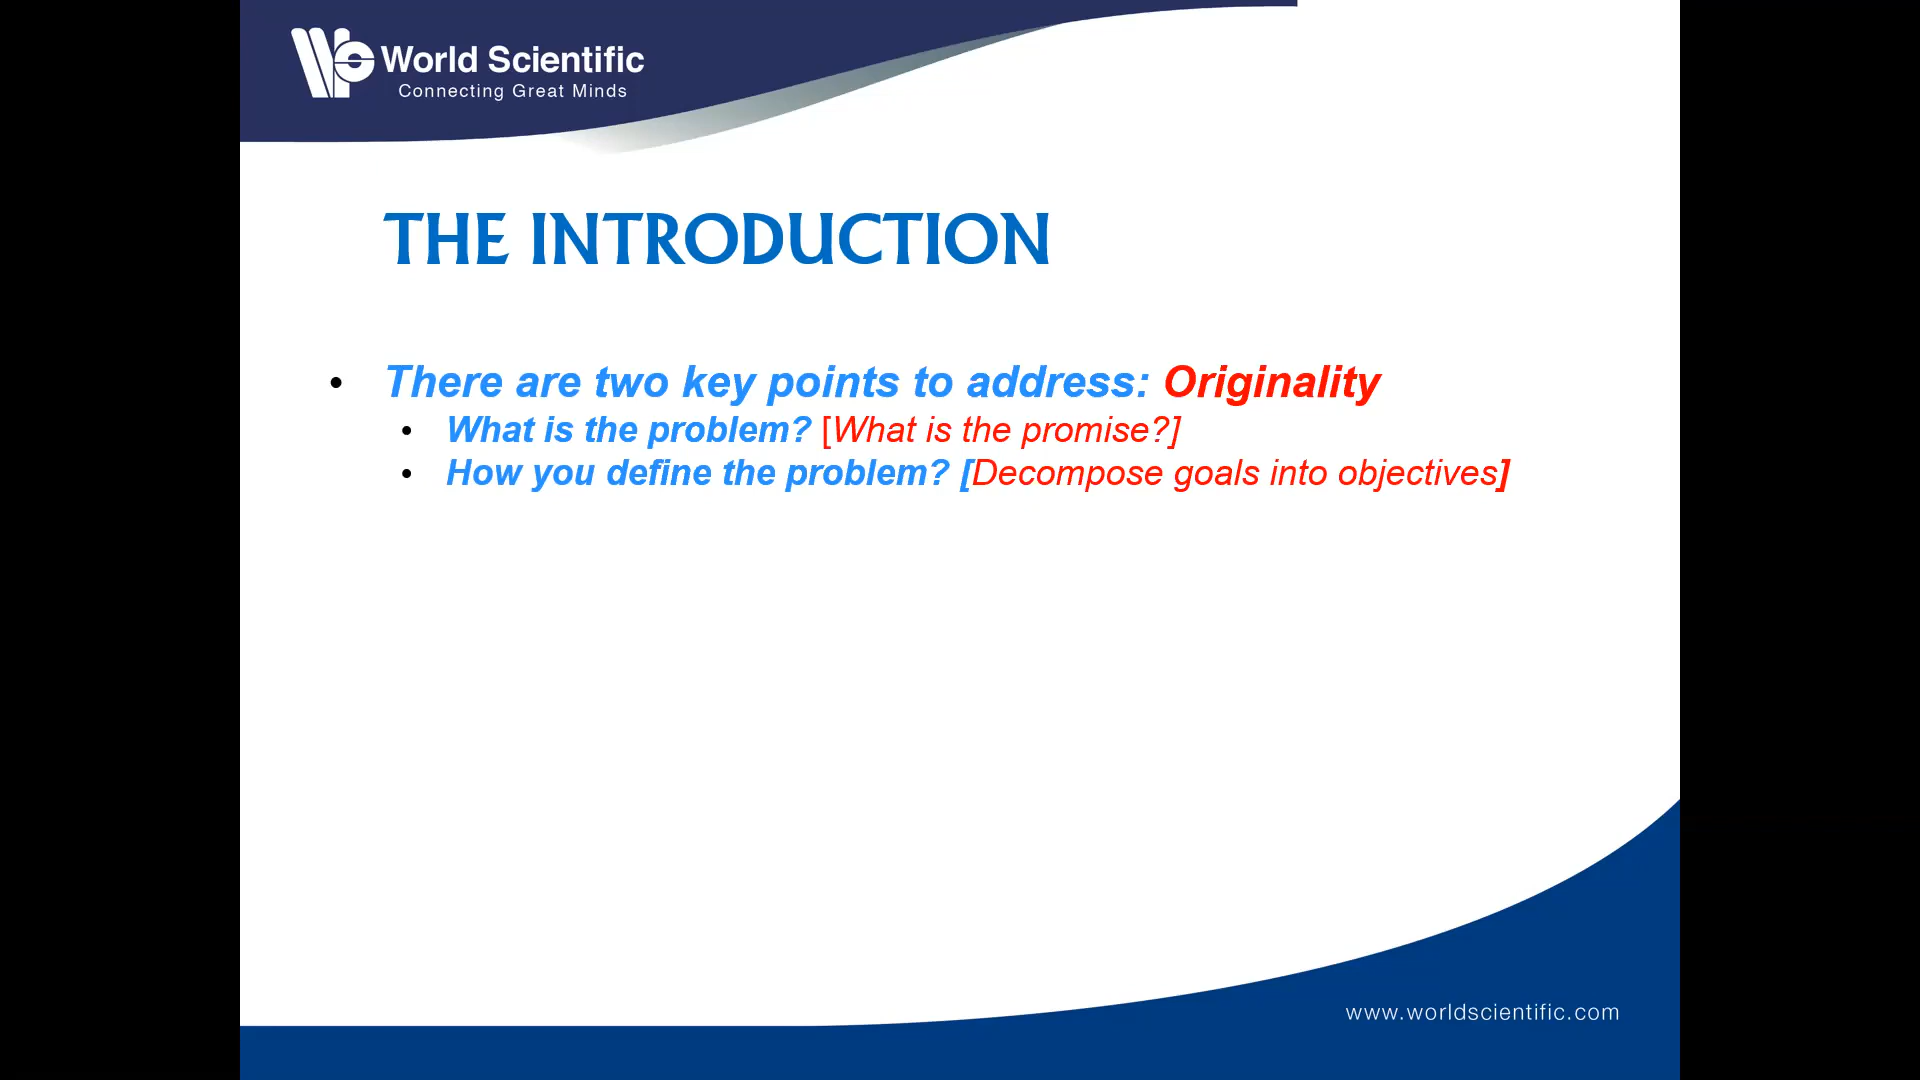 World Scientific
Connecting Great Minds
THE INTRODUCTION
• There are two key points to address: Originality
• What is the problem? [What is the promise?]
• How you define the problem? [Decompose goals into objectives]
www.worldscientific.com